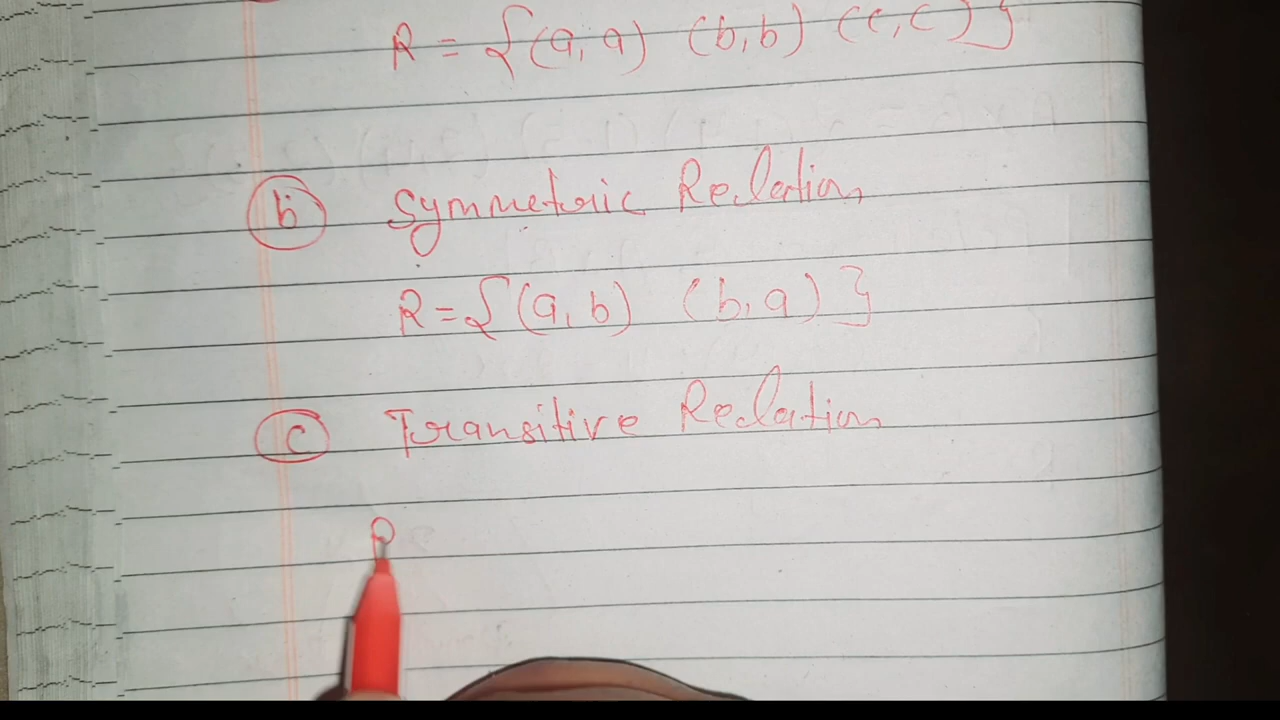 R = {(a, a) (b, b) (c, c)}
b Symmetric Relation
R = {(a, b) (b, a)}
c Transitive Relation
R